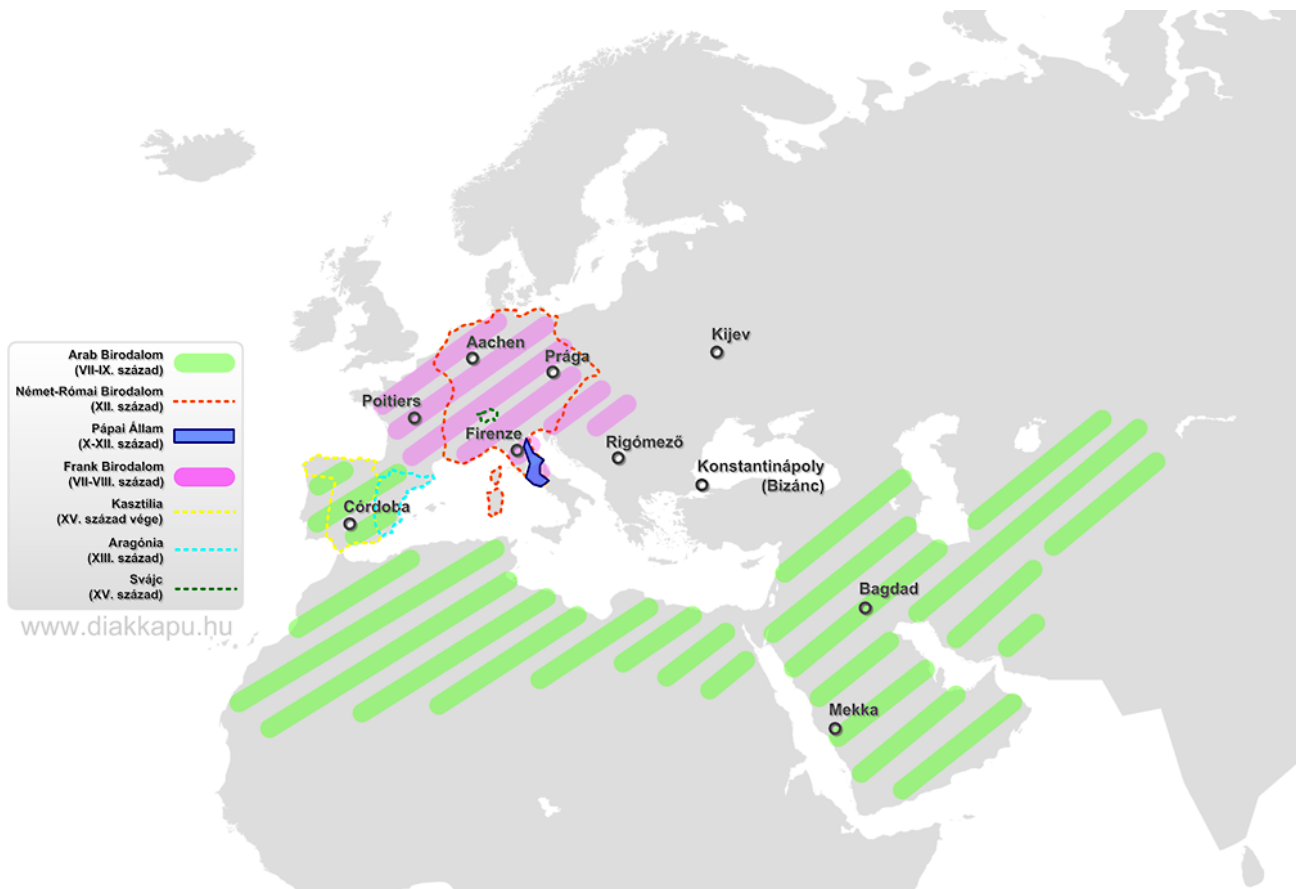 Kijev
Aachen
Prága
Poitiers
Firenze
Rigómező
Konstantinápoly
(Bizánc)
Córdoba
Bagdad
Mekka
Arab Birodalom
(VII-IX. század)
Német-Római Birodalom
(XII. század)
Pápai Állam
(X-XII. század)
Frank Birodalom
(VII-VIII. század)
Kasztília
(XV. század vége)
Aragónia
(XIII. század)
Svájc
(XV. század)
www.diakkapu.hu